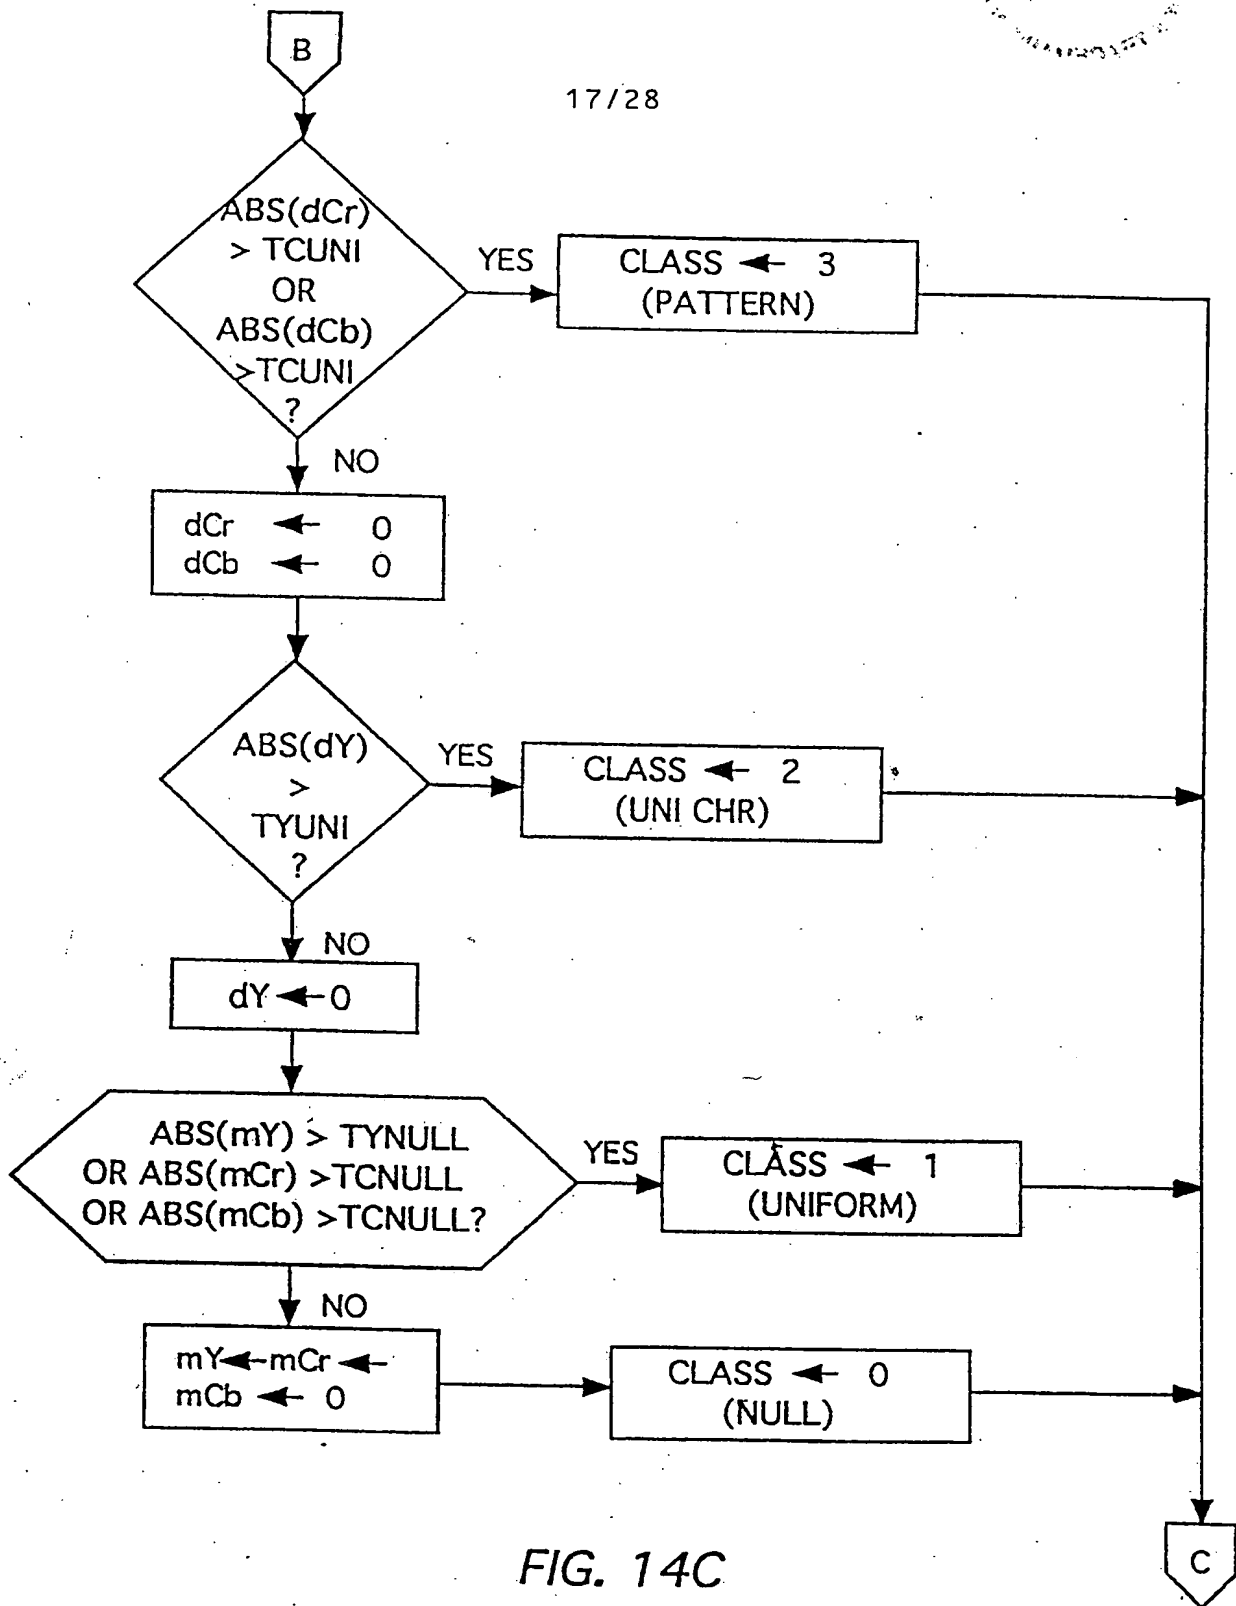 B
17/28
ABS(dCr)
> TCUNI
OR
ABS(dCb)
>TCUNI
?
YES
CLASS ← 3
(PATTERN)
NO
dCr ← 0
dCb ← 0
ABS(dY)
>
TYUNI
?
YES
CLASS ← 2
(UNI CHR)
NO
dY←0
ABS(mY) > TYNULL
OR ABS(mCr) >TCNULL
OR ABS(mCb) >TCNULL?
YES
CLASS ← 1
(UNIFORM)
NO
mY←mCr←
mCb ← 0
CLASS ← 0
(NULL)
C
FIG. 14C